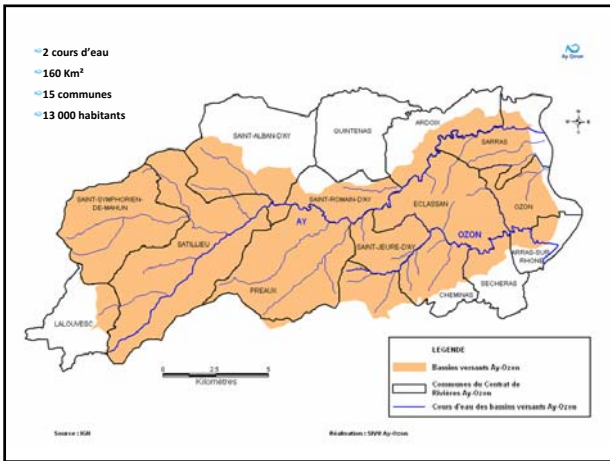 2 cours d'eau
160 Km²
15 communes
13 000 habitants
Ay-Ozon
SAINT-ALBAN-D'AY
QUINTENAS
ARDOIX
SARRAS
SAINT-SYMPHORIEN-
DE-MAHUN
SAINT-ROMAIN-D'AY
ECLASSAN
OZON
AY
SATILLIEU
SAINT-JEURE-D'AY
OZON
ARRAS-SUR-
RHONE
PREAUX
SECHERAS
CHEMINAS
LALOUVESC
0 2.5 5
Kilomètres
LEGENDE
Bassins versants Ay-Ozon
Communes du Contrat de
Rivières Ay-Ozon
Cours d'eau des bassins versants Ay-Ozon
Source : IGN
Réalisation : SIVR Ay-Ozon